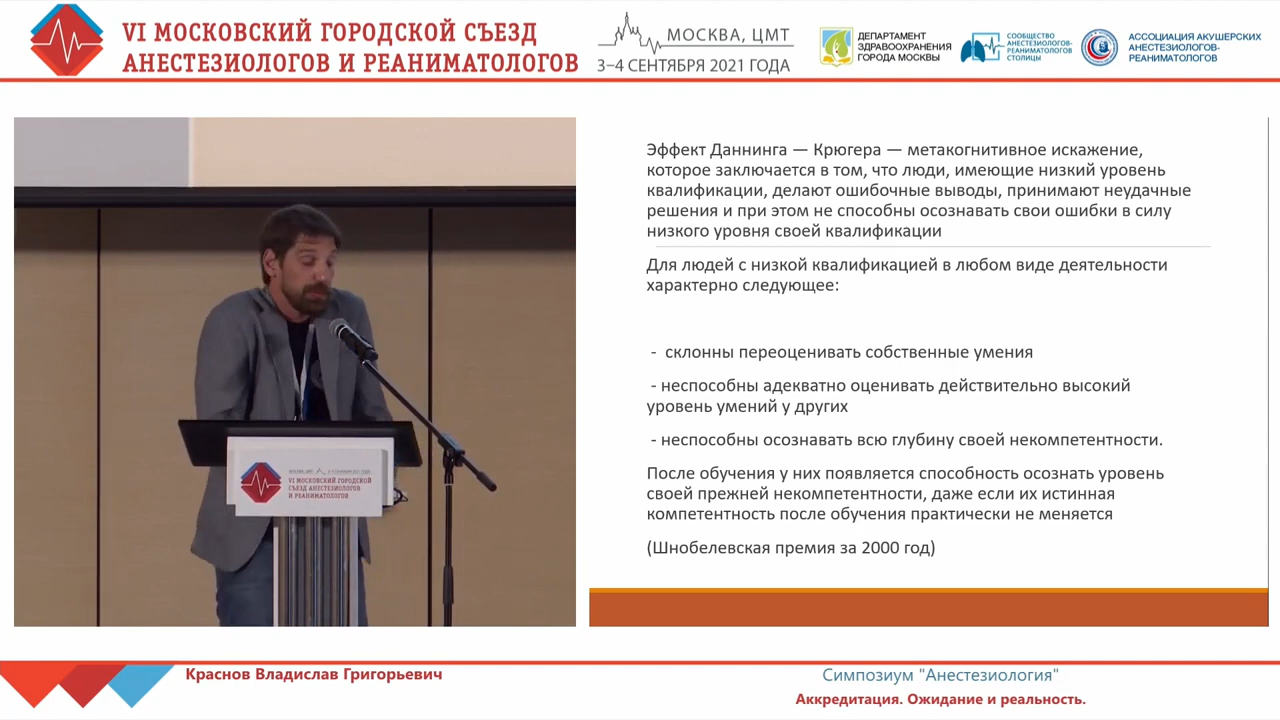 VI МОСКОВСКИЙ ГОРОДСКОЙ СЪЕЗД
АНЕСТЕЗИОЛОГОВ И РЕАНИМАТОЛОГОВ
МОСКВА, ЦМТ
3–4 СЕНТЯБРЯ 2021 ГОДА
ДЕПАРТАМЕНТ
ЗДРАВООХРАНЕНИЯ
ГОРОДА МОСКВЫ
СООБЩЕСТВО
АНЕСТЕЗИОЛОГОВ-
РЕАНИМАТОЛОГОВ
СТОЛИЦЫ
АССОЦИАЦИЯ АКУШЕРСКИХ
АНЕСТЕЗИОЛОГОВ-
РЕАНИМАТОЛОГОВ
VI МОСКОВСКИЙ ГОРОДСКОЙ
СЪЕЗД АНЕСТЕЗИОЛОГОВ
И РЕАНИМАТОЛОГОВ
Эффект Даннинга — Крюгера — метакогнитивное искажение,
которое заключается в том, что люди, имеющие низкий уровень
квалификации, делают ошибочные выводы, принимают неудачные
решения и при этом не способны осознавать свои ошибки в силу
низкого уровня своей квалификации
Для людей с низкой квалификацией в любом виде деятельности
характерно следующее:
- склонны переоценивать собственные умения
- неспособны адекватно оценивать действительно высокий
уровень умений у других
- неспособны осознавать всю глубину своей некомпетентности.
После обучения у них появляется способность осознать уровень
своей прежней некомпетентности, даже если их истинная
компетентность после обучения практически не меняется
(Шнобелевская премия за 2000 год)
Краснов Владислав Григорьевич
Симпозиум "Анестезиология"
Аккредитация. Ожидание и реальность.